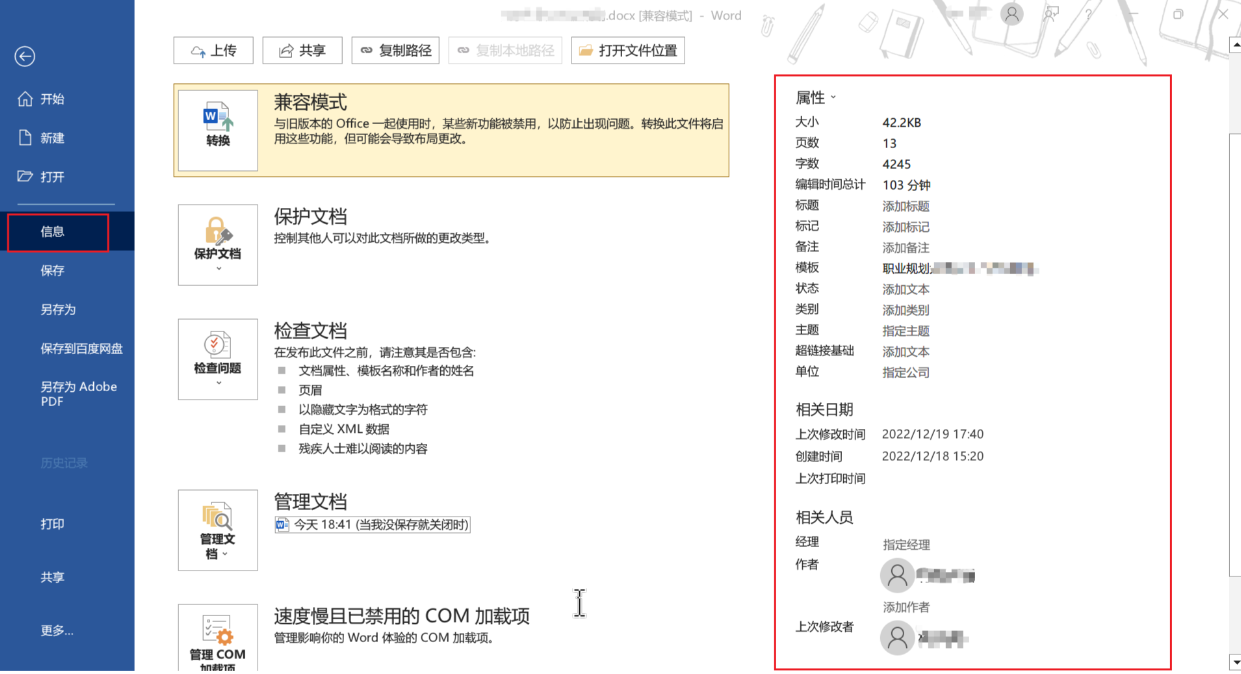 .docx [兼容模式] - Word
上传
共享
复制路径
复制本地路径
打开文件位置
开始
新建
打开
信息
保存
另存为
保存到百度网盘
另存为 Adobe
PDF
历史记录
打印
共享
更多...
转换
兼容模式
与旧版本的 Office 一起使用时，某些新功能被禁用，以防止出现问题。转换此文件将启
用这些功能，但可能会导致布局更改。
保护文档
保护文档
控制其他人可以对此文档所做的更改类型。
检查问题
检查文档
在发布此文件之前，请注意其是否包含:
文档属性、模板名称和作者的姓名
页眉
以隐藏文字为格式的字符
自定义 XML 数据
残疾人士难以阅读的内容
管理文
档
管理文档
今天 18:41 (当我没保存就关闭时)
管理 COM
加载项
速度慢且已禁用的 COM 加载项
管理影响你的 Word 体验的 COM 加载项。
属性
大小 42.2KB
页数 13
字数 4245
编辑时间总计 103 分钟
标题 添加标题
标记 添加标记
备注 添加备注
模板 职业规划
状态 添加文本
类别 添加类别
主题 指定主题
超链接基础 添加文本
单位 指定公司
相关日期
上次修改时间 2022/12/19 17:40
创建时间 2022/12/18 15:20
上次打印时间
相关人员
经理 指定经理
作者
添加作者
上次修改者